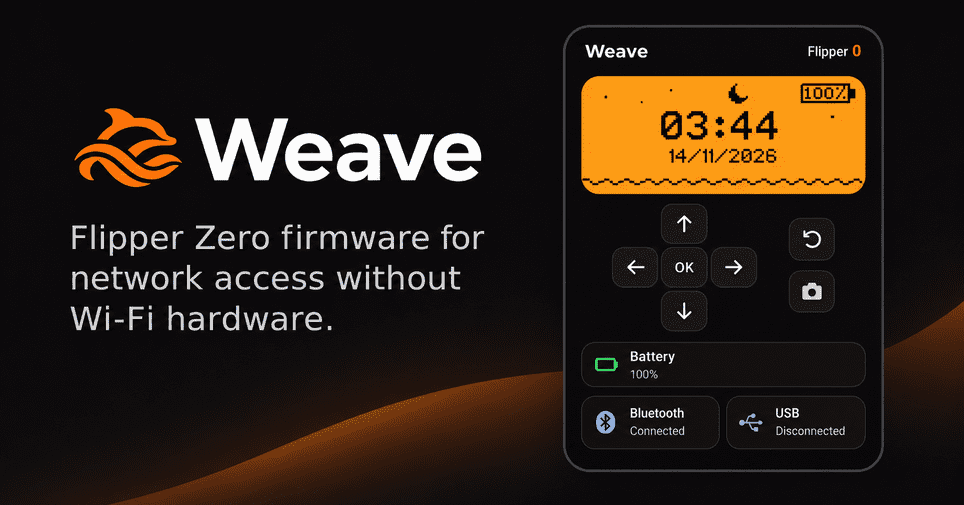 Weave
Flipper Zero firmware for
network access without
Wi-Fi hardware.
Weave
Flipper 0
100%
03:44
14/11/2026
OK
Battery
100%
Bluetooth
Connected
USB
Disconnected